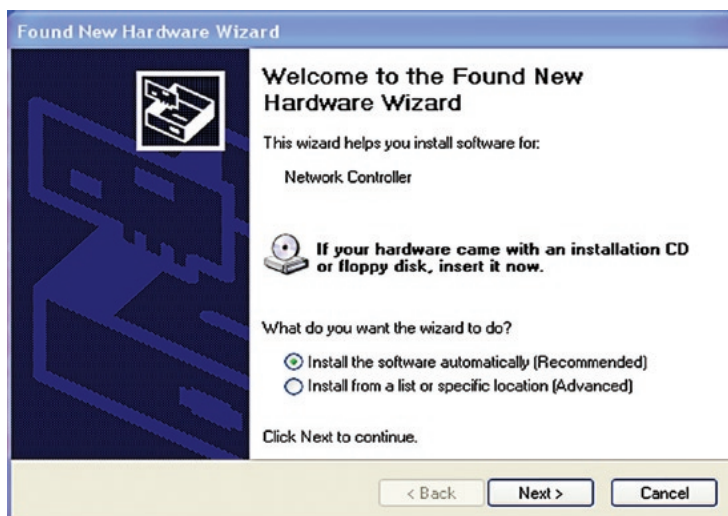 Found New Hardware Wizard
Welcome to the Found New
Hardware Wizard
This wizard helps you install software for:
Network Controller
If your hardware came with an installation CD
or floppy disk, insert it now.
What do you want the wizard to do?
Install the software automatically (Recommended)
Install from a list or specific location (Advanced)
Click Next to continue.
< Back Next > Cancel